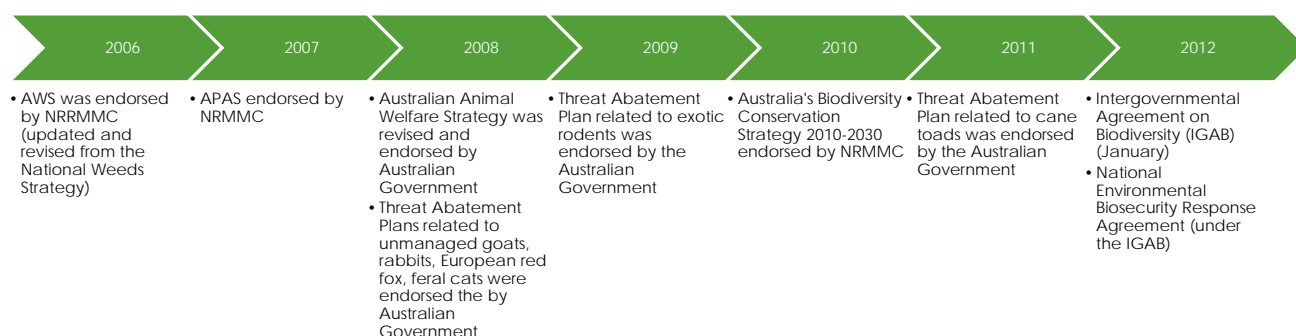 2006
2007
2008
2009
2010
2011
2012
• AWS was endorsed
by NRRMMC
(updated and
revised from the
National Weeds
Strategy)
• APAS endorsed by
NRMMC
• Australian Animal
Welfare Strategy was
revised and
endorsed by
Australian
Government
• Threat Abatement
Plans related to
unmanaged goats,
rabbits, European red
fox, feral cats were
endorsed the by
Australian
Government
• Threat Abatement
Plan related to exotic
rodents was
endorsed by the
Australian
Government
• Australia's Biodiversity
Conservation
Strategy 2010-2030
endorsed by NRMMC
• Threat Abatement
Plan related to cane
toads was endorsed
by the Australian
Government
• Intergovernmental
Agreement on
Biodiversity (IGAB)
(January)
• National
Environmental
Biosecurity Response
Agreement (under
the IGAB)